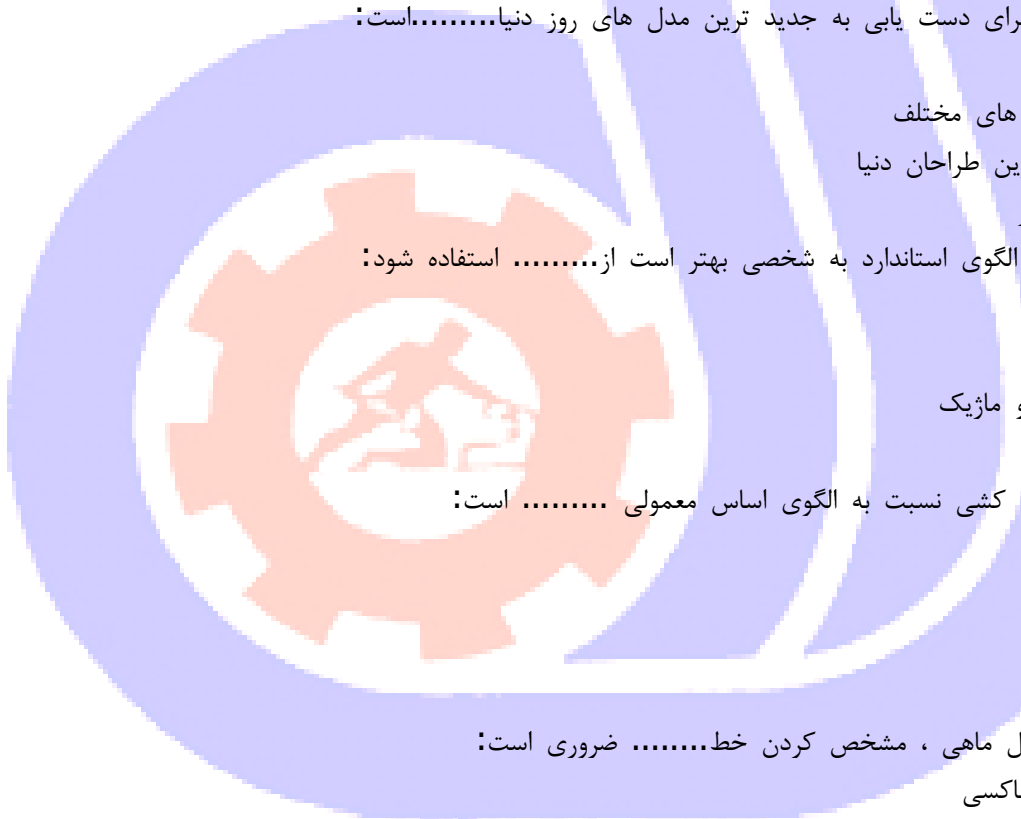 رای دست یابی به جدید ترین مدل های روز دنیا.........است:
های مختلف
ین طراحان دنیا
الگوی استاندارد به شخصی بهتر است از......... استفاده شود:
و ماژیک
کشی نسبت به الگوی اساس معمولی ......... است:
ل ماهی ، مشخص کردن خط........ ضروری است:
اکسی